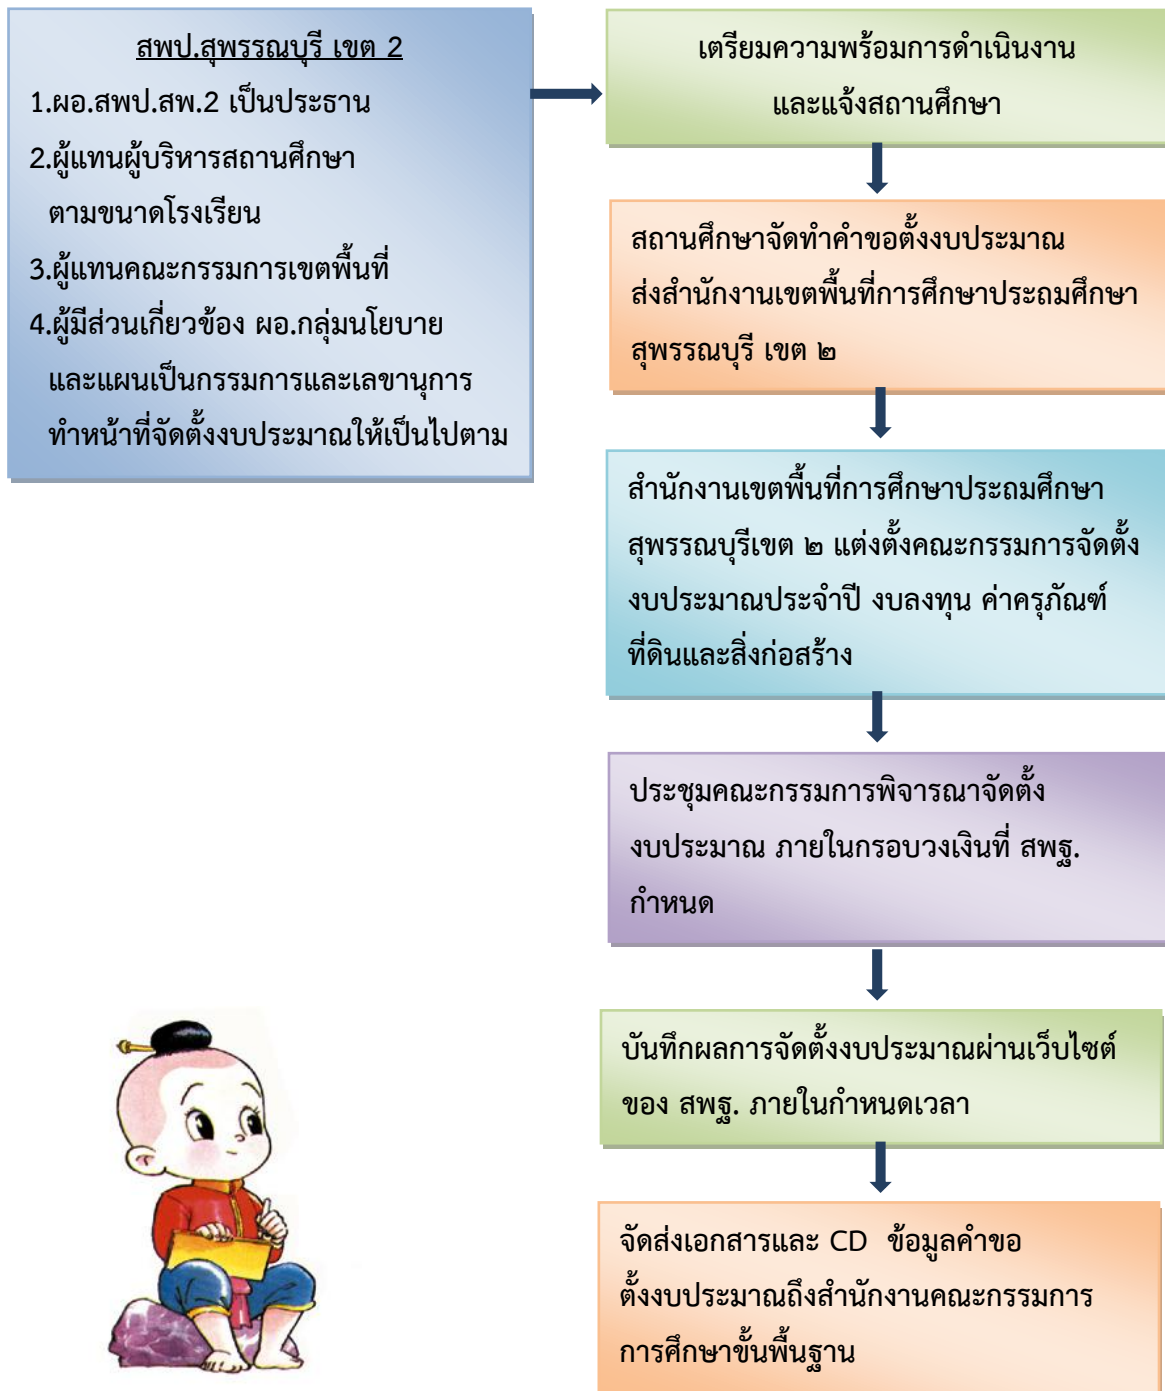 สพป.สุพรรณบุรี เขต 2
1.ผอ.สพป.สพ.2 เป็นประธาน
2.ผู้แทนผู้บริหารสถานศึกษา
ตามขนาดโรงเรียน
3.ผู้แทนคณะกรรมการเขตพื้นที่
4.ผู้มีส่วนเกี่ยวข้อง ผอ.กลุ่มนโยบาย
และแผนเป็นกรรมการและเลขานุการ
ทำหน้าที่จัดตั้งงบประมาณให้เป็นไปตาม
เตรียมความพร้อมการดำเนินงาน
และแจ้งสถานศึกษา
สถานศึกษาจัดทำคำขอตั้งงบประมาณ
ส่งสำนักงานเขตพื้นที่การศึกษาประถมศึกษา
สุพรรณบุรี เขต ๒
สำนักงานเขตพื้นที่การศึกษาประถมศึกษา
สุพรรณบุรีเขต ๒ แต่งตั้งคณะกรรมการจัดตั้ง
งบประมาณประจำปี งบลงทุน ค่าครุภัณฑ์
ที่ดินและสิ่งก่อสร้าง
ประชุมคณะกรรมการพิจารณาจัดตั้ง
งบประมาณ ภายในกรอบวงเงินที่ สพฐ.
กำหนด
บันทึกผลการจัดตั้งงบประมาณผ่านเว็บไซต์
ของ สพฐ. ภายในกำหนดเวลา
จัดส่งเอกสารและ CD ข้อมูลคำขอ
ตั้งงบประมาณถึงสำนักงานคณะกรรมการ
การศึกษาขั้นพื้นฐาน